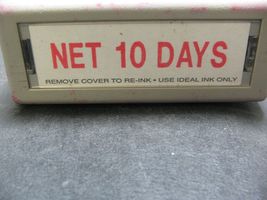 NET 10 DAYS
REMOVE COVER TO RE-INK • USE IDEAL INK ONLY